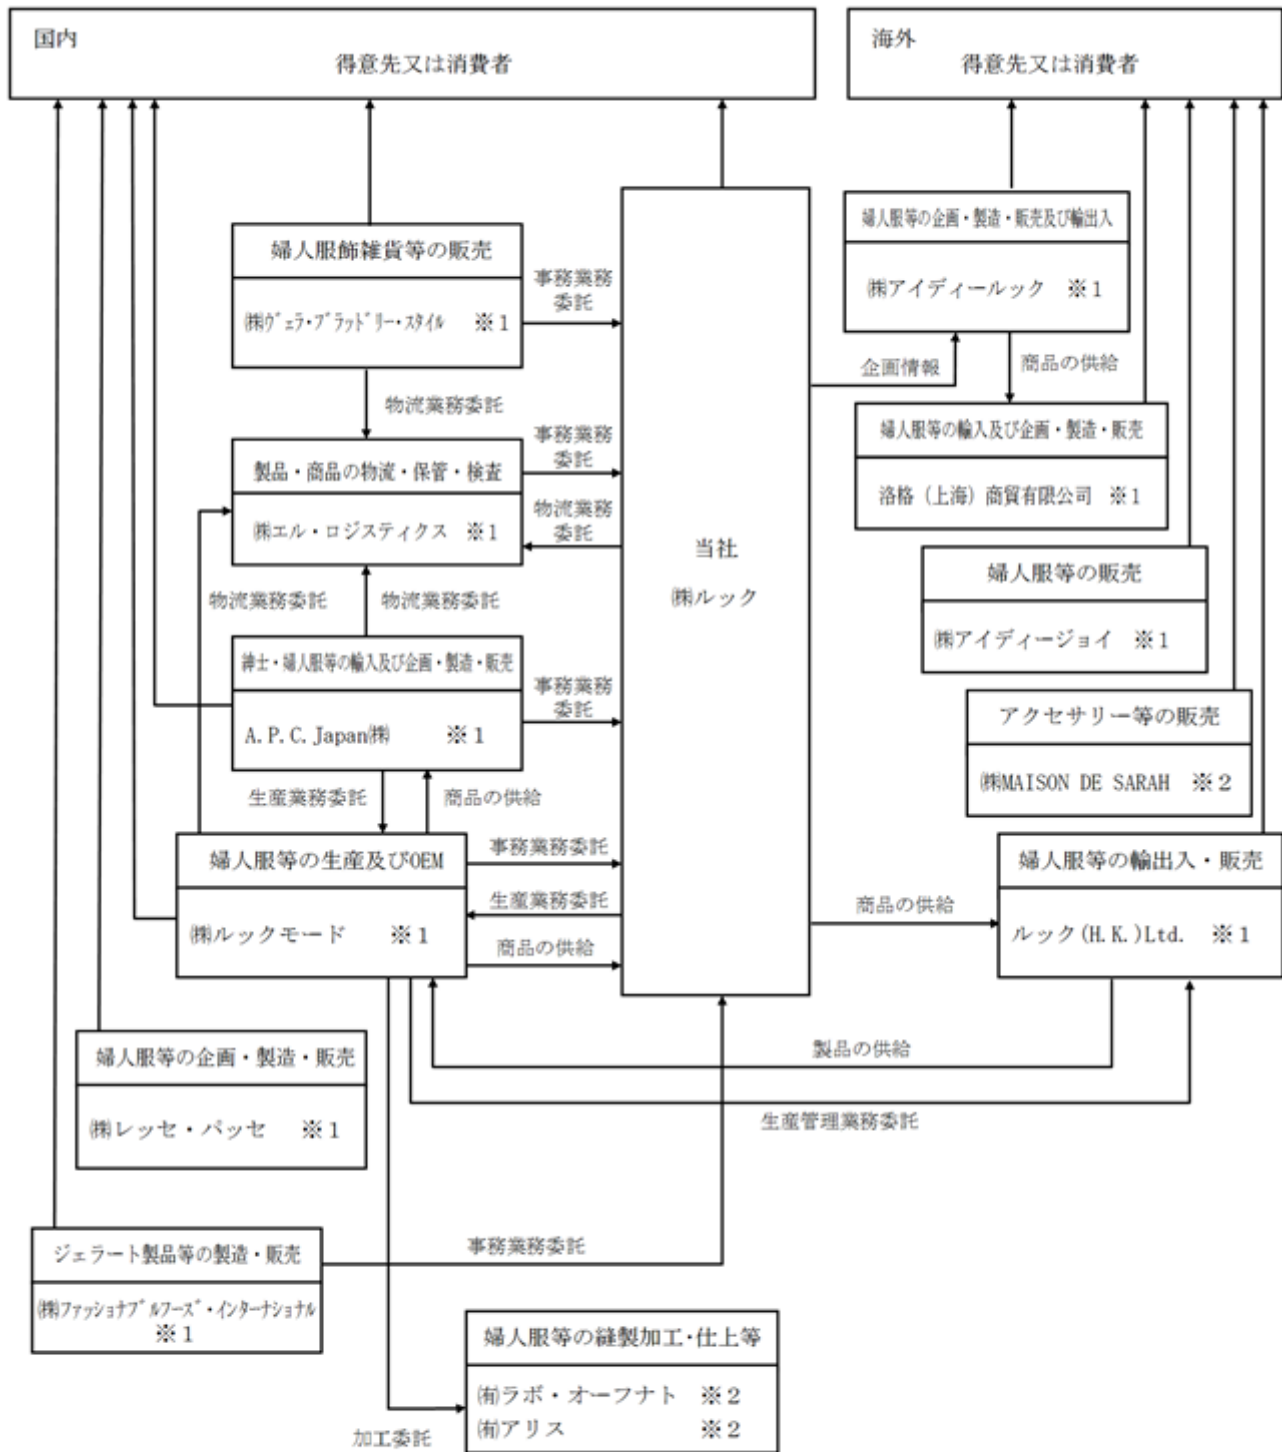 国内
得意先又は消費者
海外
得意先又は消費者
婦人服飾雑貨等の販売
㈱ヴェラ・ブラッドリー・スタイル ※1
事務業務
委託
物流業務委託
製品・商品の物流・保管・検査
㈱エル・ロジスティクス ※1
事務業務
委託
物流業務
委託
物流業務委託
物流業務委託
紳士・婦人服等の輸入及び企画・製造・販売
A.P.C.Japan㈱ ※1
事務業務
委託
生産業務委託
商品の供給
婦人服等の生産及びOEM
㈱ルックモード ※1
事務業務委託
生産業務委託
商品の供給
当社
㈱ルック
婦人服等の企画・製造・販売及び輸出入
㈱アイディールック ※1
企画情報
商品の供給
婦人服等の輸入及び企画・製造・販売
洛格（上海）商貿有限公司 ※1
婦人服等の販売
㈱アイディージョイ ※1
アクセサリー等の販売
㈱MAISON DE SARAH ※2
商品の供給
婦人服等の輸出入・販売
ルック(H.K.)Ltd. ※1
製品の供給
生産管理業務委託
婦人服等の企画・製造・販売
㈱レッセ・パッセ ※1
ジェラート製品等の製造・販売
㈱ファッショナブルフーズ・インターナショナル
※1
事務業務委託
婦人服等の縫製加工・仕上等
㈲ラボ・オーフナト ※2
㈲アリス ※2
加工委託